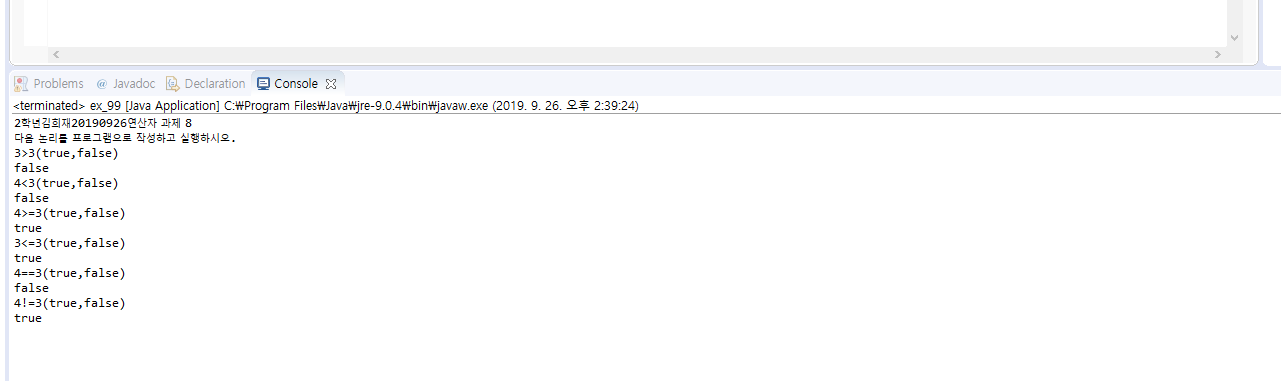 Problems @ Javadoc Declaration Console
<terminated> ex_99 [Java Application] C:₩Program Files₩Java₩jre-9.0.4₩bin₩javaw.exe (2019. 9. 26. 오후 2:39:24)
2학년김희재20190926연산자 과제 8
다음 논리를 프로그램으로 작성하고 실행하시오.
3>3(true,false)
false
4<3(true,false)
false
4>=3(true,false)
true
3<=3(true,false)
true
4==3(true,false)
false
4!=3(true,false)
true